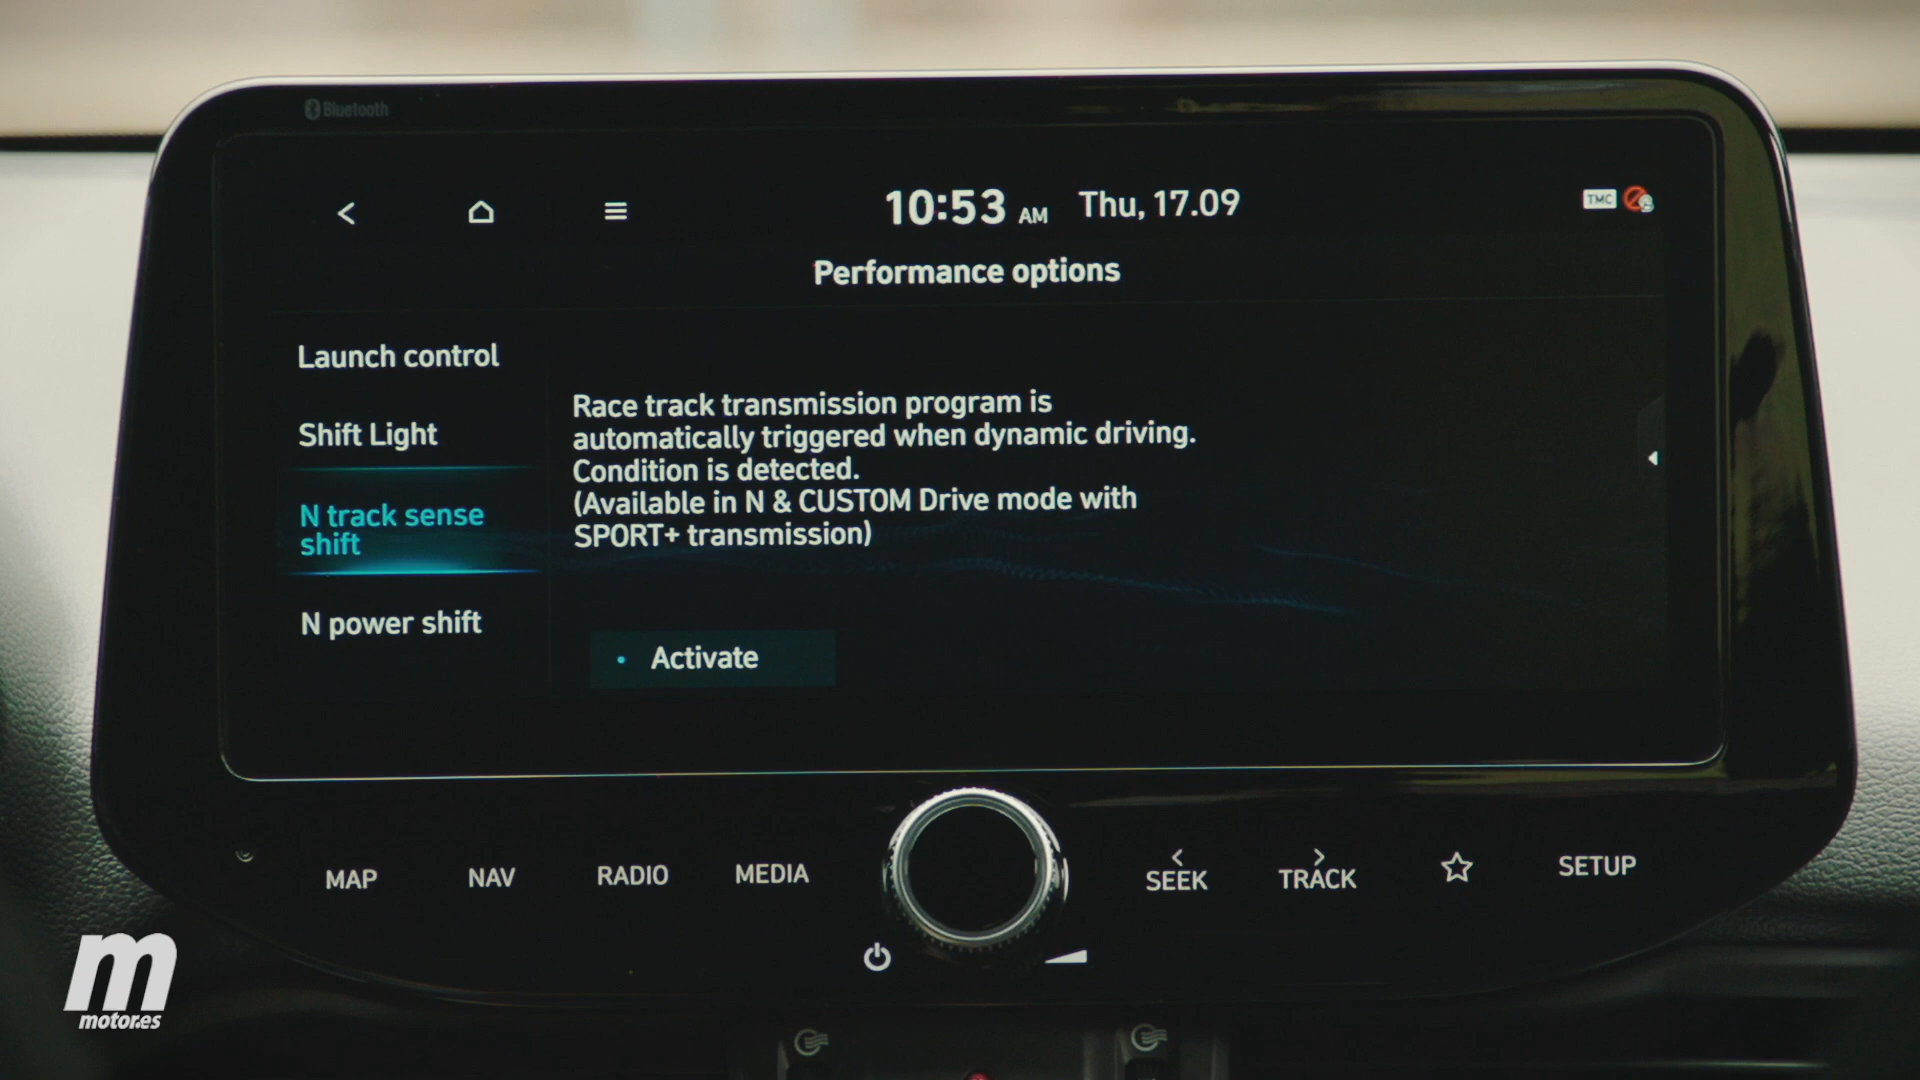 Bluetooth
10:53 AM Thu, 17.09
TMC
Performance options
Launch control
Shift Light
N track sense
shift
N power shift
Race track transmission program is
automatically triggered when dynamic driving.
Condition is detected.
(Available in N & CUSTOM Drive mode with
SPORT+ transmission)
Activate
MAP
NAV
RADIO
MEDIA
SEEK
TRACK
SETUP
m
motor.es